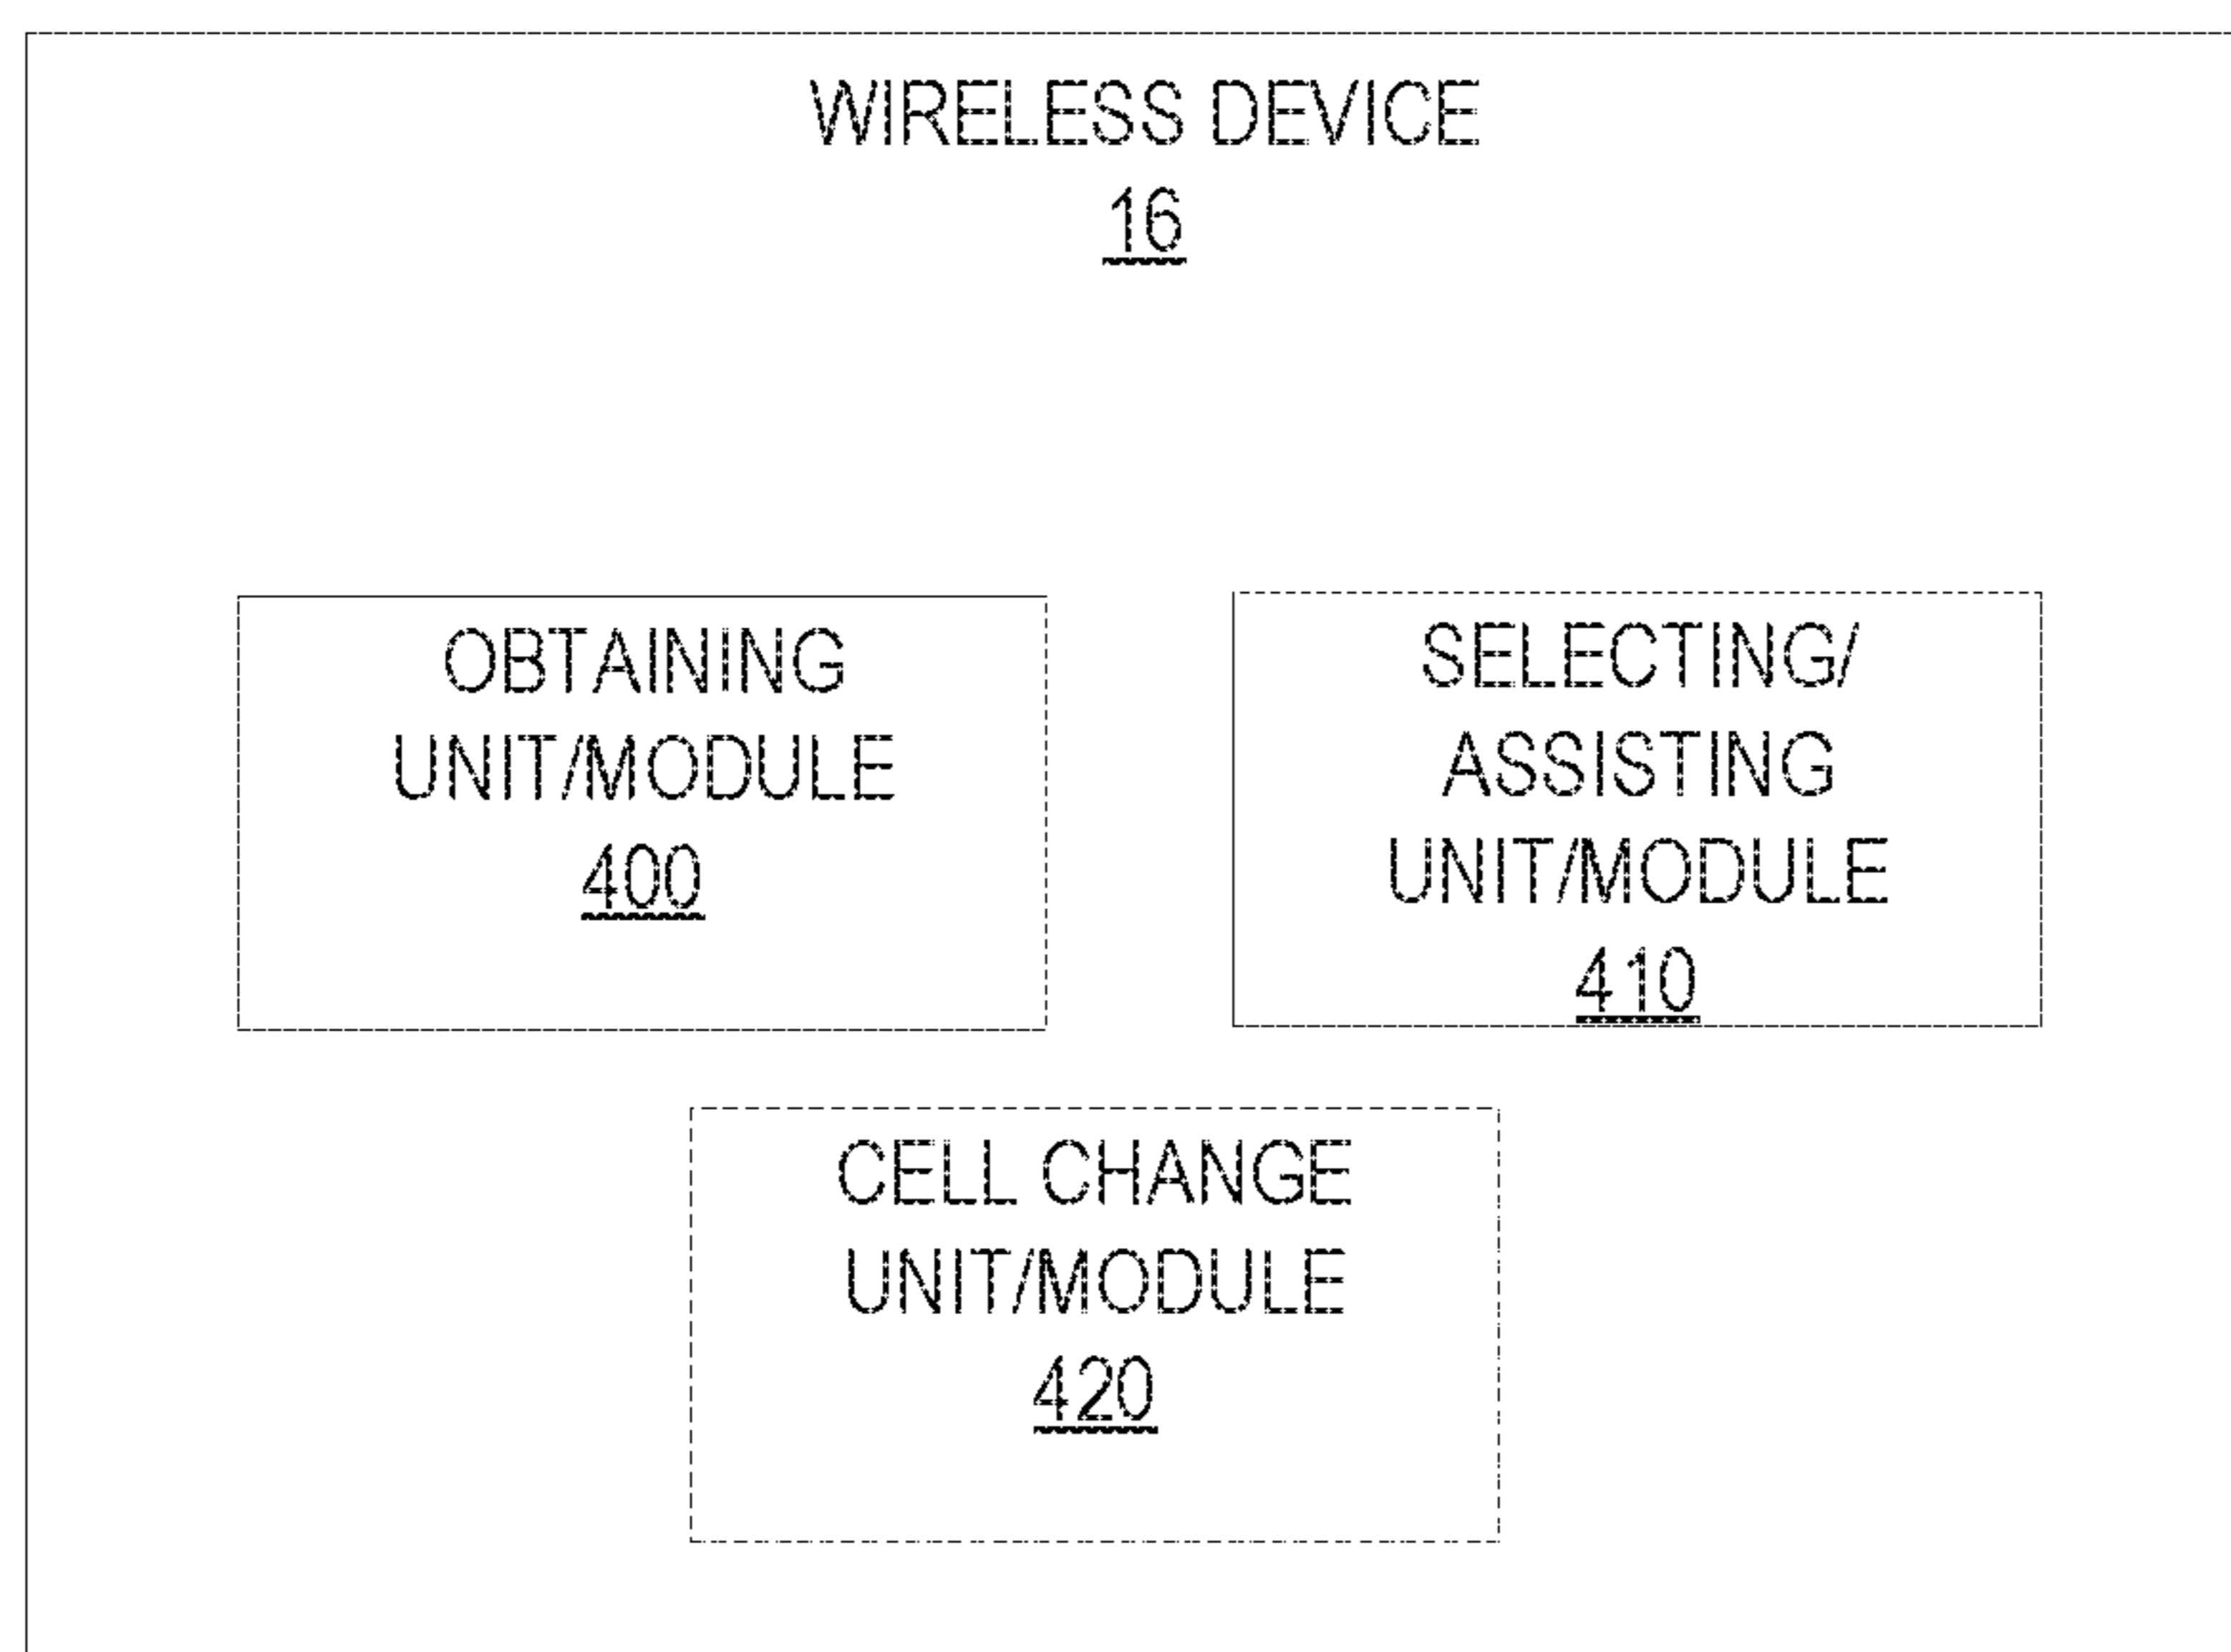 WIRELESS DEVICE
16
OBTAINING
UNIT/MODULE
400
SELECTING/
ASSISTING
UNIT/MODULE
410
CELL CHANGE
UNIT/MODULE
420